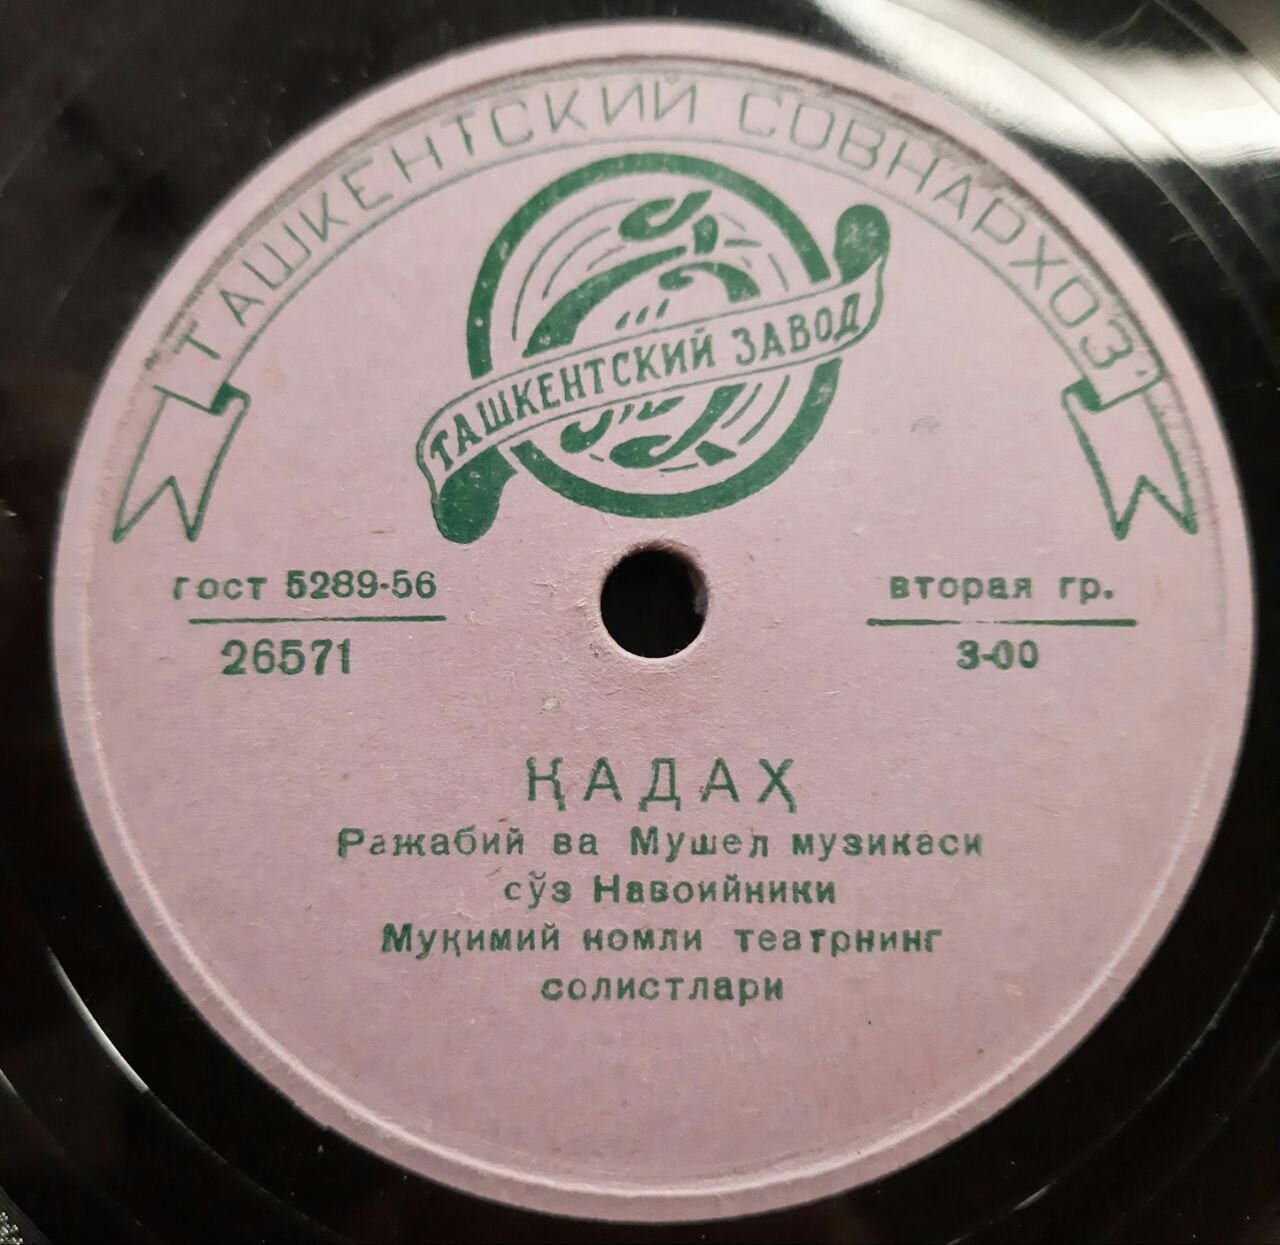 ТАШКЕНТСКИЙ СОВНАРХОЗ
ТАШКЕНТСКИЙ ЗАВОД
гост 5289-56
26571
вторая гр.
3-00
ҚАДАҲ
Ражабий ва Мушел музикаси
сўз Навоийники
Муқимий номли театрнинг
солистлари